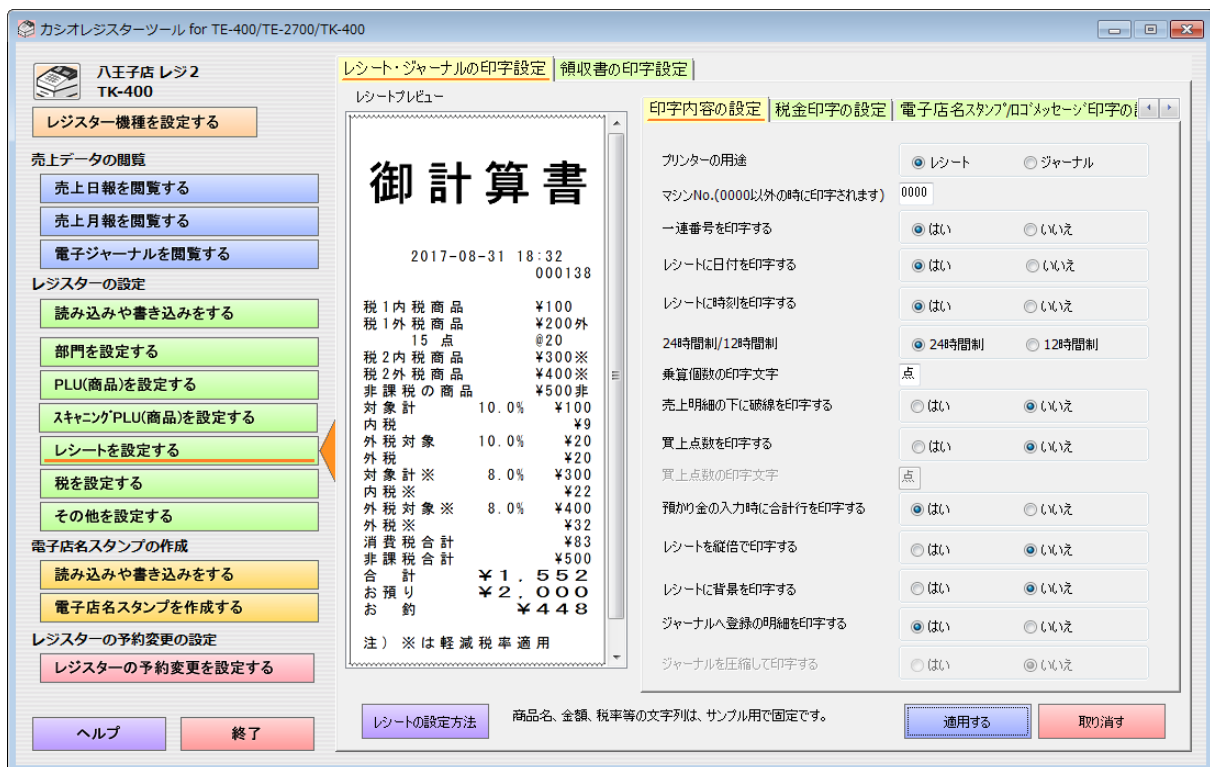 カシオレジスターツール for TE-400/TE-2700/TK-400
八王子店 レジ2
TK-400
レジスター機種を設定する
売上データの閲覧
売上日報を閲覧する
売上月報を閲覧する
電子ジャーナルを閲覧する
レジスターの設定
読み込みや書き込みをする
部門を設定する
PLU(商品)を設定する
スキャニングPLU(商品)を設定する
レシートを設定する
税を設定する
その他を設定する
電子店名スタンプの作成
読み込みや書き込みをする
電子店名スタンプを作成する
レジスターの予約変更の設定
レジスターの予約変更を設定する
ヘルプ 終了
レシート・ジャーナルの印字設定 領収書の印字設定
レシートプレビュー
御計算書
2017-08-31 18:32
000138
税1内税商品 ¥100
税1外税商品 ¥200外
15 点 @20
税2内税商品 ¥300※
税2外税商品 ¥400※
非課税の商品 ¥500非
対象計 10.0% ¥100
内税 ¥9
外税対象 10.0% ¥20
外税 ¥20
対象計※ 8.0% ¥300
内税※ ¥22
外税対象※ 8.0% ¥400
外税※ ¥32
消費税合計 ¥83
非課税合計 ¥500
合 計 ¥1,552
お預り ¥2,000
お 釣 ¥448
注) ※は軽減税率適用
印字内容の設定 税金印字の設定 電子店名スタンプ/ロゴメッセージ印字の
プリンターの用途 レシート ジャーナル
マシンNo.(0000以外の時に印字されます) 0000
一連番号を印字する はい いいえ
レシートに日付を印字する はい いいえ
レシートに時刻を印字する はい いいえ
24時間制/12時間制 24時間制 12時間制
乗算個数の印字文字 点
売上明細の下に破線を印字する はい いいえ
買上点数を印字する はい いいえ
買上点数の印字文字 点
預かり金の入力時に合計行を印字する はい いいえ
レシートを縦倍で印字する はい いいえ
レシートに背景を印字する はい いいえ
ジャーナルへ登録の明細を印字する はい いいえ
ジャーナルを圧縮して印字する はい いいえ
レシートの設定方法 商品名、金額、税率等の文字列は、サンプル用で固定です。 適用する 取り消す